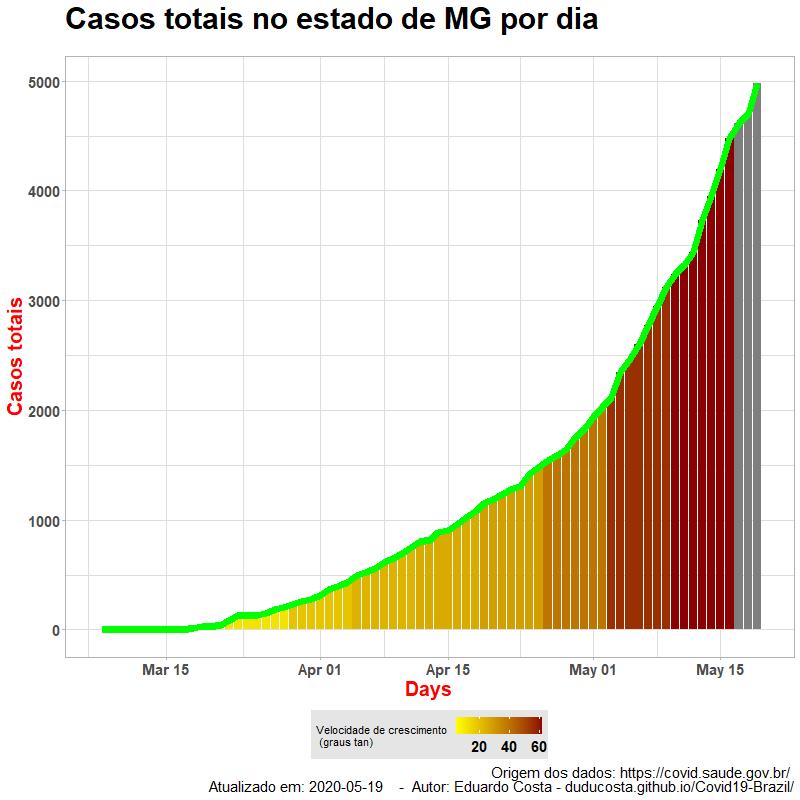 Casos totais no estado de MG por dia
5000
4000
3000
2000
1000
0
Casos totais
Mar 15 Apr 01 Apr 15 May 01 May 15
Days
Velocidade de crescimento
(graus tan)
20 40 60
Origem dos dados: https://covid.saude.gov.br/
Atualizado em: 2020-05-19 - Autor: Eduardo Costa - duducosta.github.io/Covid19-Brazil/